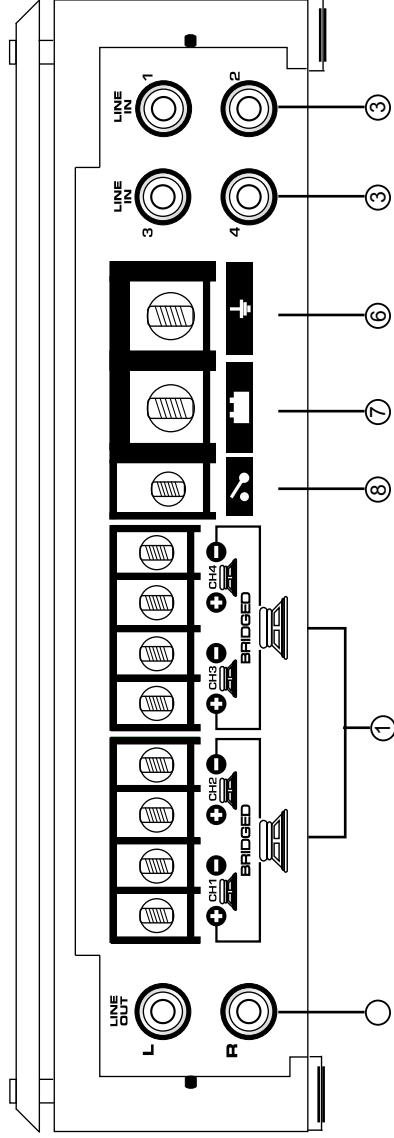 LINE OUT
LINE IN
LINE IN
L
3
1
+ CH1 − + CH2 −
+ CH3 − + CH4 −
R
4
2
BRIDGED
BRIDGED
1
8
7
6
3
3